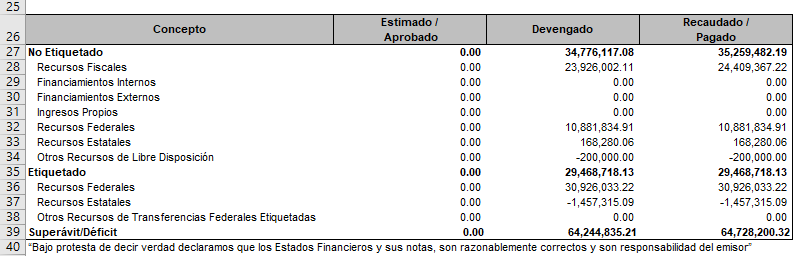 25
26 Concepto Estimado / Aprobado Devengado Recaudado / Pagado
27 No Etiquetado 0.00 34,776,117.08 35,259,482.19
28 Recursos Fiscales 0.00 23,926,002.11 24,409,367.22
29 Financiamientos Internos 0.00 0.00 0.00
30 Financiamientos Externos 0.00 0.00 0.00
31 Ingresos Propios 0.00 0.00 0.00
32 Recursos Federales 0.00 10,881,834.91 10,881,834.91
33 Recursos Estatales 0.00 168,280.06 168,280.06
34 Otros Recursos de Libre Disposición 0.00 -200,000.00 -200,000.00
35 Etiquetado 0.00 29,468,718.13 29,468,718.13
36 Recursos Federales 0.00 30,926,033.22 30,926,033.22
37 Recursos Estatales 0.00 -1,457,315.09 -1,457,315.09
38 Otros Recursos de Transferencias Federales Etiquetadas 0.00 0.00 0.00
39 Superávit/Déficit 0.00 64,244,835.21 64,728,200.32
40 "Bajo protesta de decir verdad declaramos que los Estados Financieros y sus notas, son razonablemente correctos y son responsabilidad del emisor"